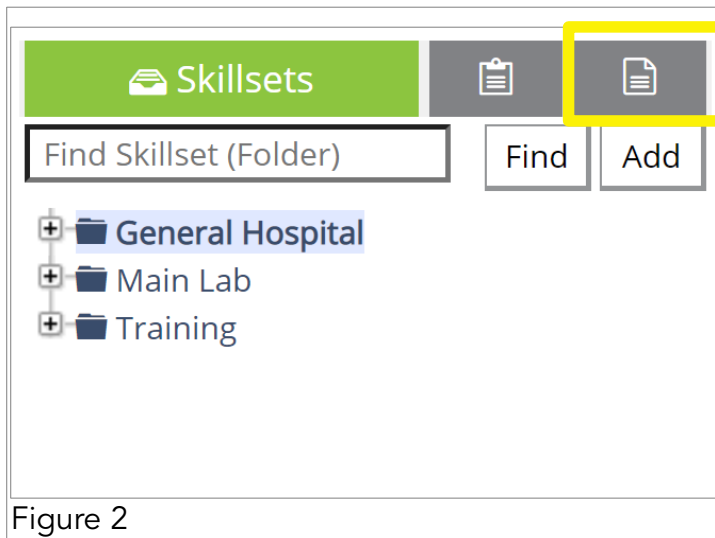 Skillsets
Find Skillset (Folder)
Find
Add
General Hospital
Main Lab
Training
Figure 2